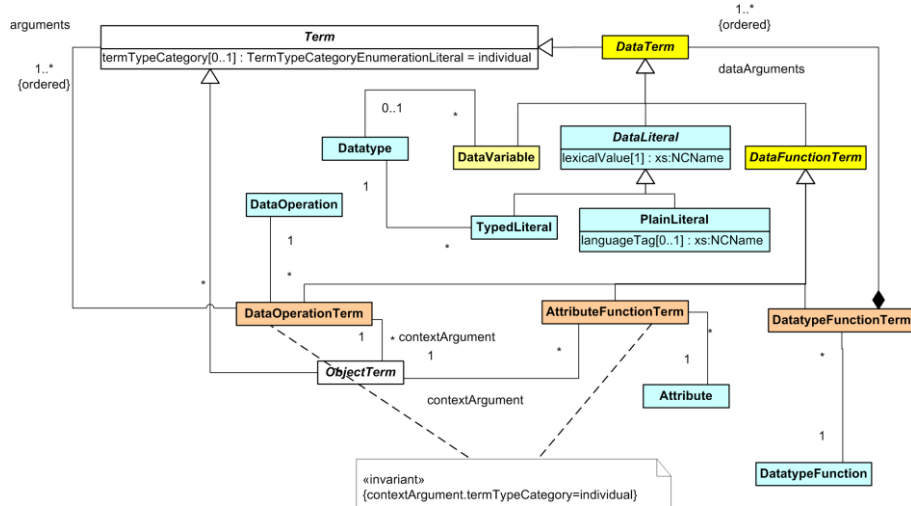 arguments
1..*
{ordered}
Term
termTypeCategory[0..1] : TermTypeCategoryEnumerationLiteral = individual
DataTerm
1..*
{ordered}
dataArguments
0..1
*
Datatype
DataVariable
DataLiteral
lexicalValue[1] : xs:NCName
DataFunctionTerm
1
DataOperation
TypedLiteral
*
PlainLiteral
languageTag[0..1] : xs:NCName
1
*
*
DataOperationTerm
AttributeFunctionTerm
DatatypeFunctionTerm
1
*
contextArgument
1
*
*
1
*
ObjectTerm
contextArgument
Attribute
1
DatatypeFunction
«invariant»
{contextArgument.termTypeCategory=individual}